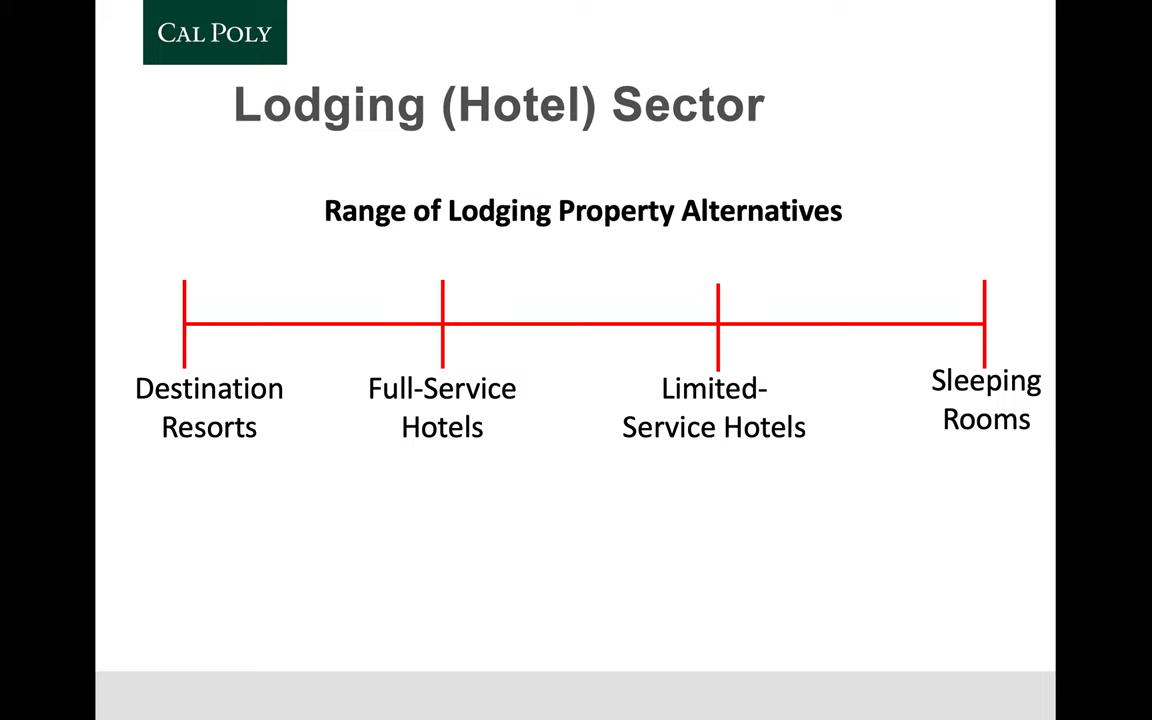 CAL POLY
Lodging (Hotel) Sector
Range of Lodging Property Alternatives
Destination
Resorts
Full-Service
Hotels
Limited-
Service Hotels
Sleeping
Rooms